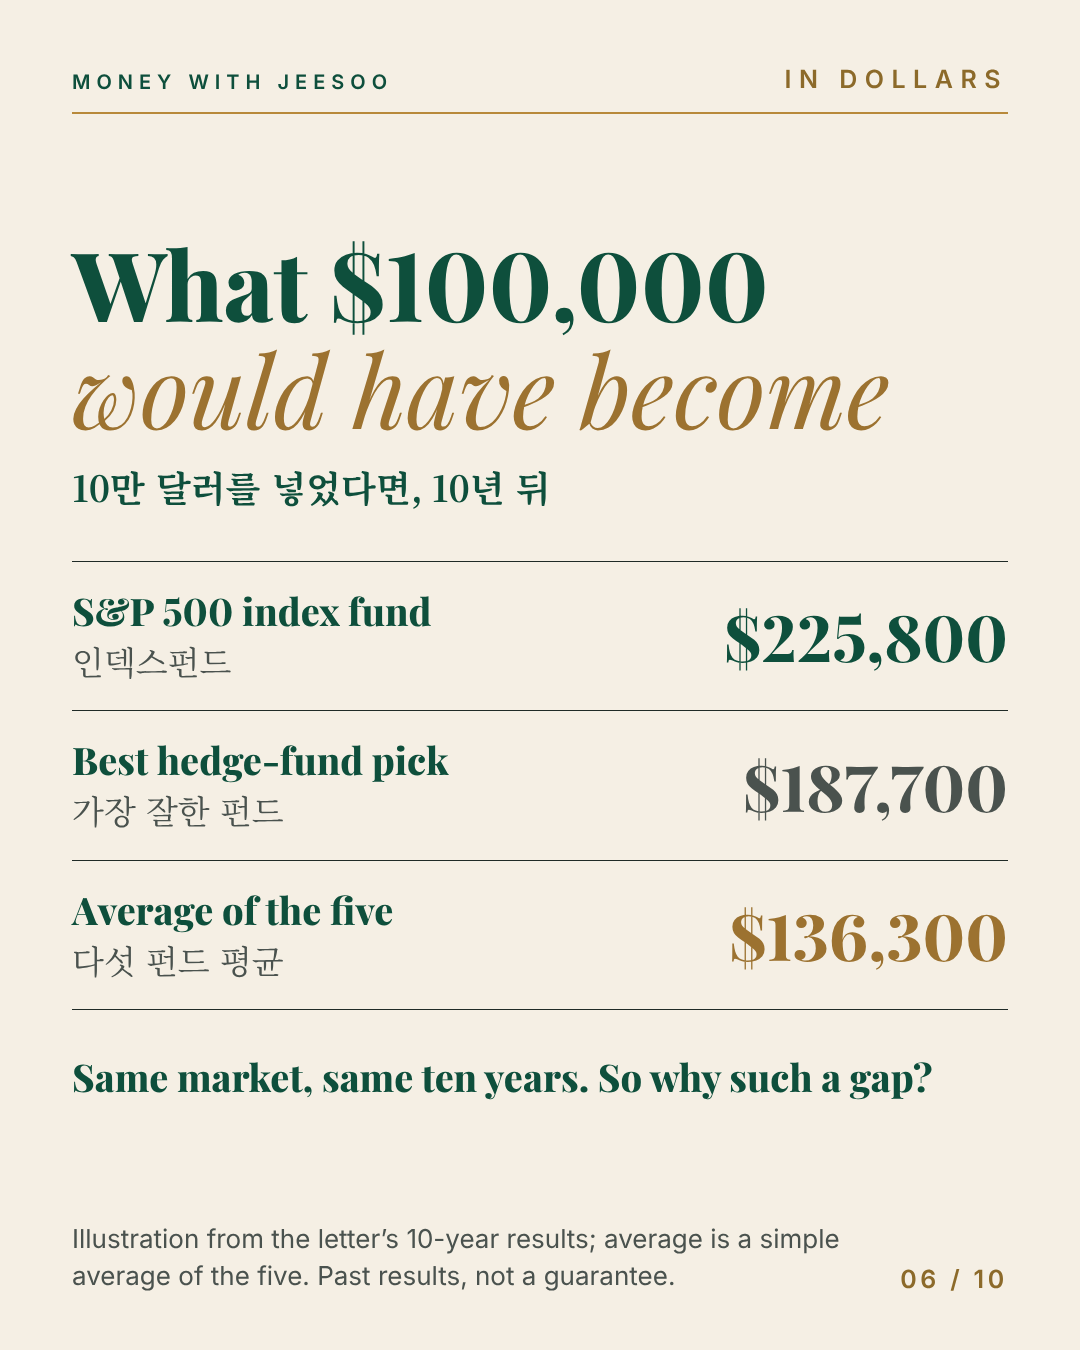 MONEY WITH JEESOO
IN DOLLARS
What $100,000
would have become
10만 달러를 넣었다면, 10년 뒤
S&P 500 index fund
인덱스펀드
$225,800
Best hedge-fund pick
가장 잘한 펀드
$187,700
Average of the five
다섯 펀드 평균
$136,300
Same market, same ten years. So why such a gap?
Illustration from the letter’s 10-year results; average is a simple
average of the five. Past results, not a guarantee.
06 / 10